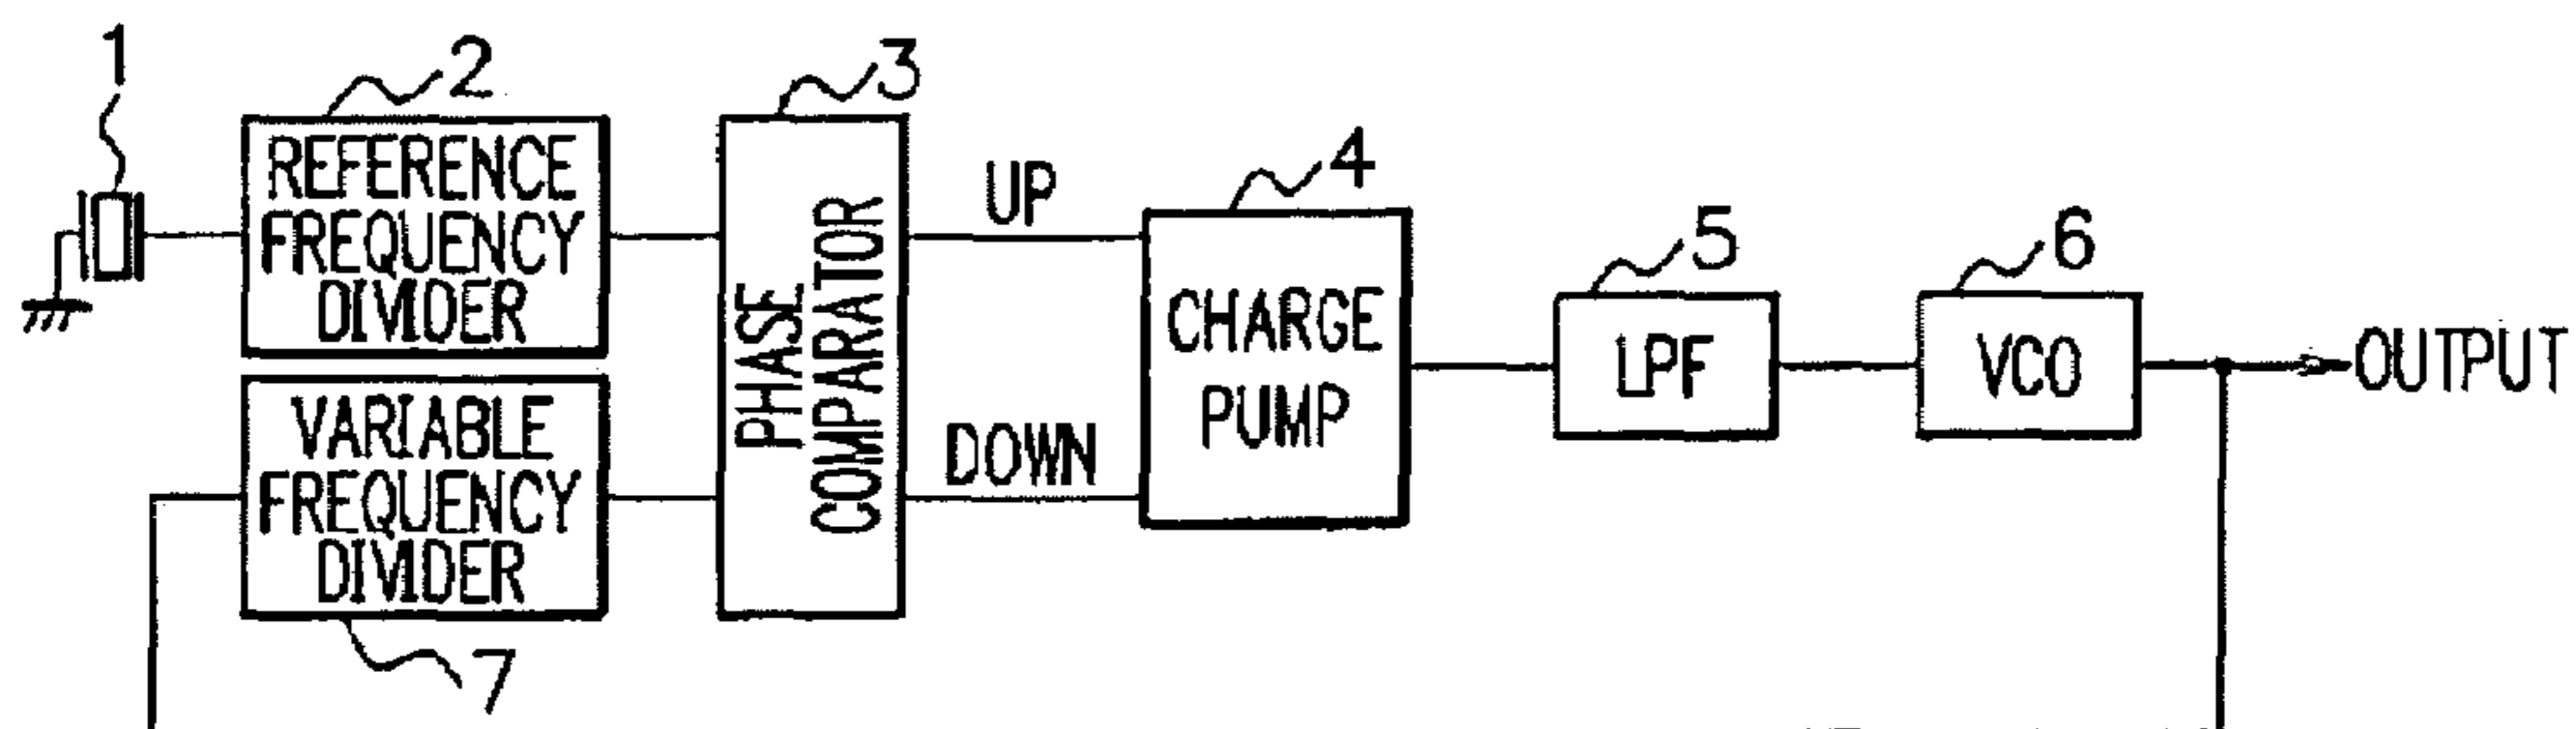 1
2
3
REFERENCE
FREQUENCY
DIVIDER
PHASE
COMPARATOR
UP
DOWN
4
CHARGE
PUMP
5
LPF
6
VCO
OUTPUT
VARIABLE
FREQUENCY
DIVIDER
7